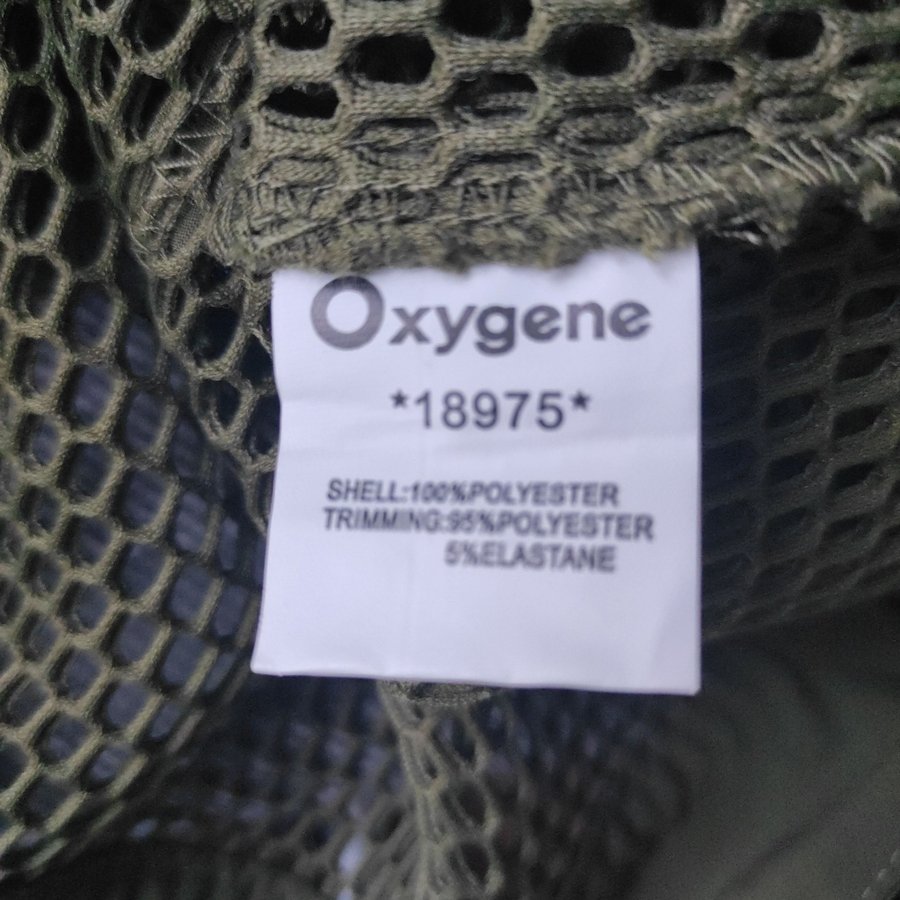 Oxygene
*18975*
SHELL:100%POLYESTER
TRIMMING:95%POLYESTER
5%ELASTANE